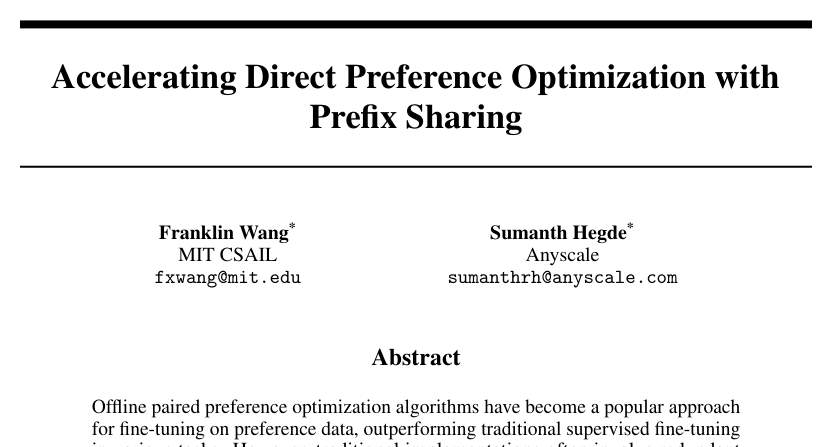 Accelerating Direct Preference Optimization with
Prefix Sharing
Franklin Wang*
MIT CSAIL
fxwang@mit.edu
Sumanth Hegde*
Anyscale
sumanthrh@anyscale.com
Abstract
Offline paired preference optimization algorithms have become a popular approach
for fine-tuning on preference data, outperforming traditional supervised fine-tuning